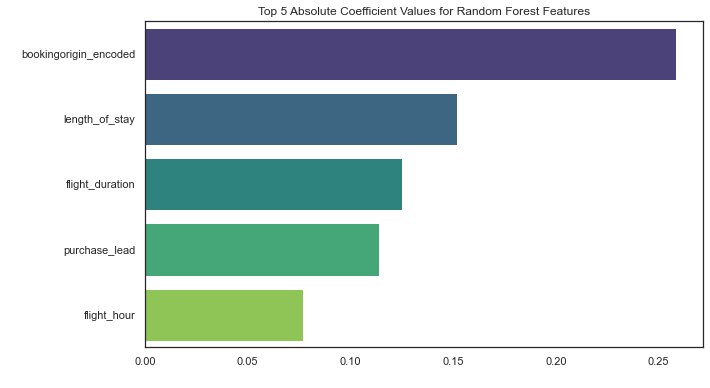 Top 5 Absolute Coefficient Values for Random Forest Features
bookingorigin_encoded
length_of_stay
flight_duration
purchase_lead
flight_hour
0.00 0.05 0.10 0.15 0.20 0.25